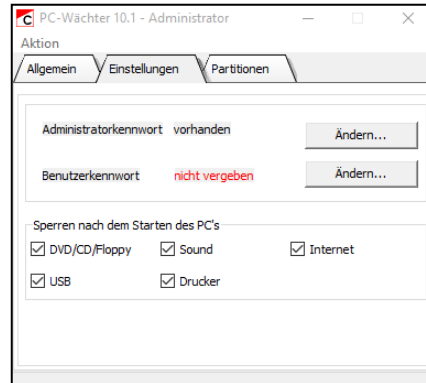 PC-Wächter 10.1 - Administrator
Aktion
Allgemein Einstellungen Partitionen
Administratorkennwort vorhanden Ändern...
Benutzerkennwort nicht vergeben Ändern...
Sperren nach dem Starten des PC's
DVD/CD/Floppy Sound Internet
USB Drucker